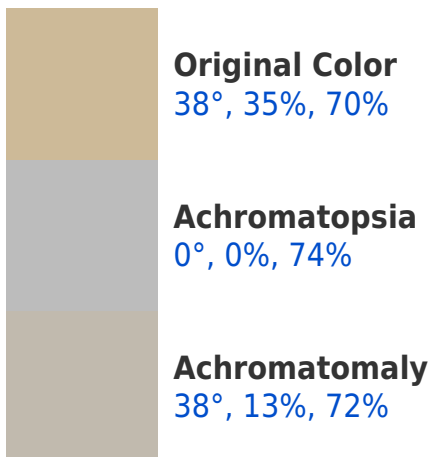 Original Color
38°, 35%, 70%
Achromatopsia
0°, 0%, 74%
Achromatomaly
38°, 13%, 72%